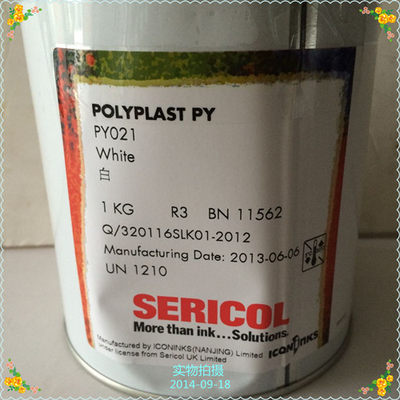 POLYPLAST PY
PY021
White
白
1 KG R3 BN 11562
Q/320116SLK01-2012
Manufacturing Date: 2013-06-06
UN 1210
SERICOL
More than ink...Solutions.
Manufactured by ICONINKS(NANJING) Limited
under license from Sericol UK Limited
ICONINKS
实物拍摄
2014-09-18